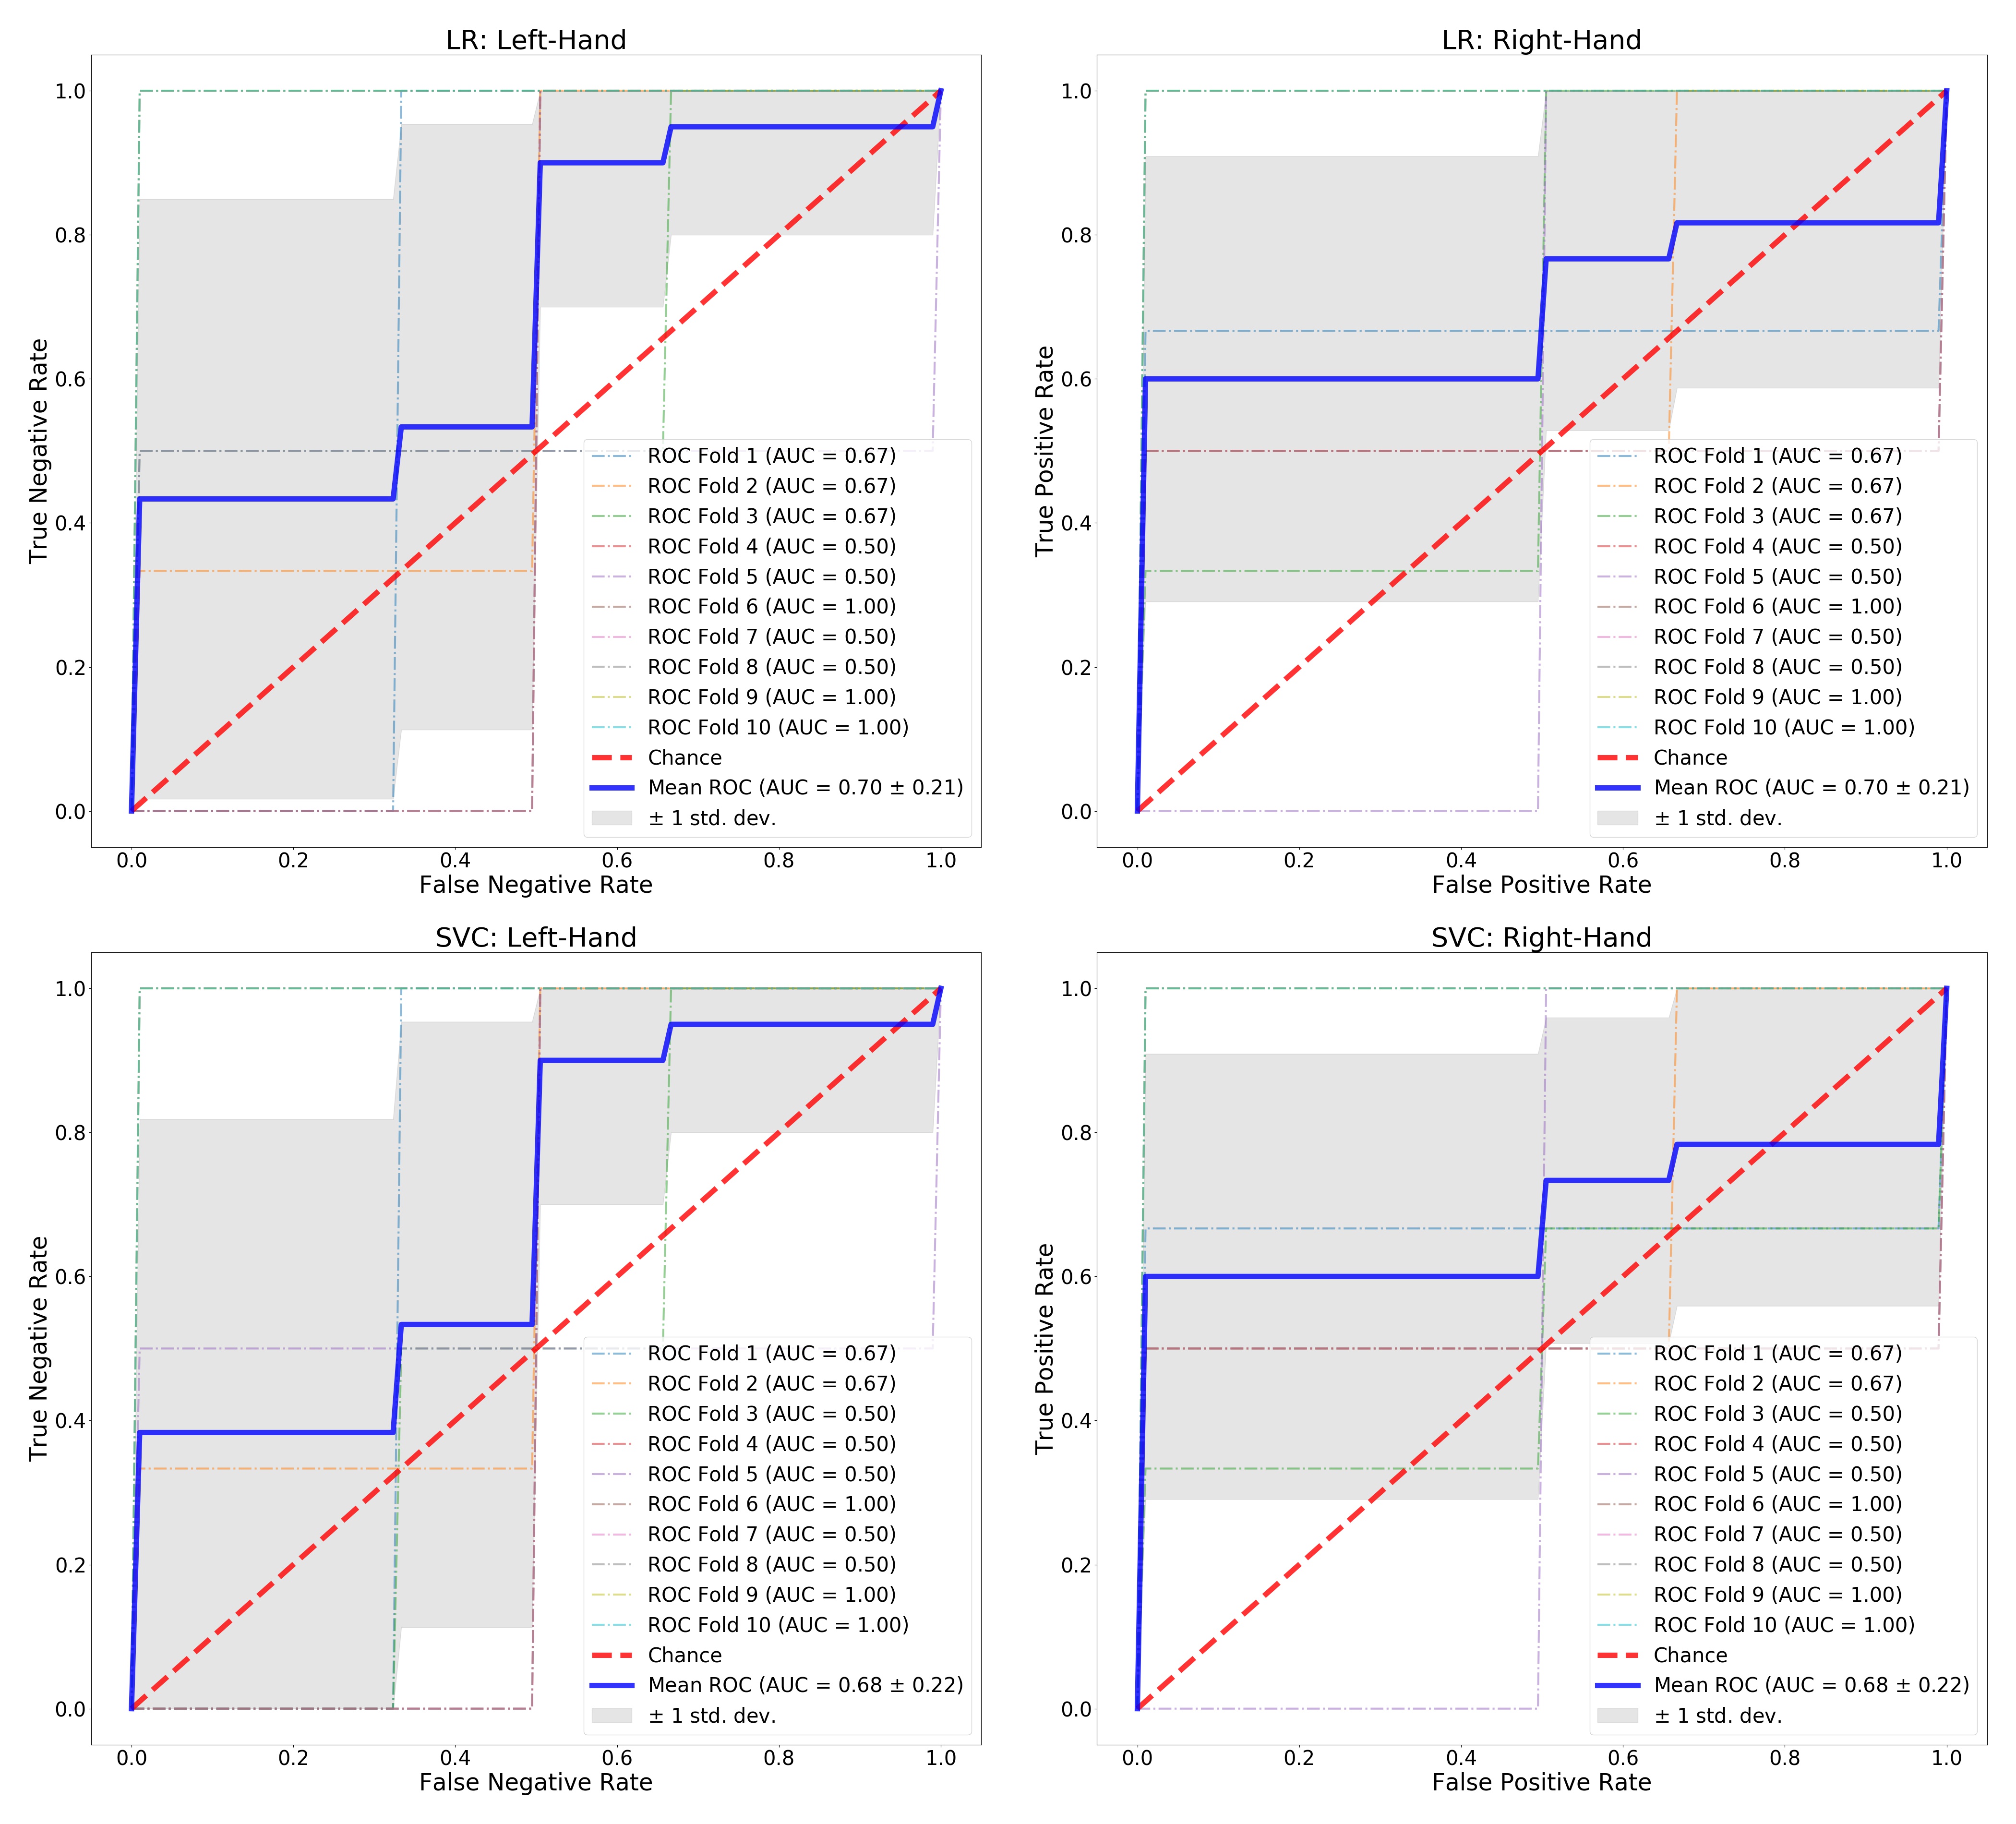 LR: Left-Hand
True Negative Rate
1.0
0.8
0.6
0.4
0.2
0.0
ROC Fold 1 (AUC = 0.67)
ROC Fold 2 (AUC = 0.67)
ROC Fold 3 (AUC = 0.67)
ROC Fold 4 (AUC = 0.50)
ROC Fold 5 (AUC = 0.50)
ROC Fold 6 (AUC = 1.00)
ROC Fold 7 (AUC = 0.50)
ROC Fold 8 (AUC = 0.50)
ROC Fold 9 (AUC = 1.00)
ROC Fold 10 (AUC = 1.00)
Chance
Mean ROC (AUC = 0.70 ± 0.21)
± 1 std. dev.
0.0 0.2 0.4 0.6 0.8 1.0
False Negative Rate
LR: Right-Hand
True Positive Rate
1.0
0.8
0.6
0.4
0.2
0.0
ROC Fold 1 (AUC = 0.67)
ROC Fold 2 (AUC = 0.67)
ROC Fold 3 (AUC = 0.67)
ROC Fold 4 (AUC = 0.50)
ROC Fold 5 (AUC = 0.50)
ROC Fold 6 (AUC = 1.00)
ROC Fold 7 (AUC = 0.50)
ROC Fold 8 (AUC = 0.50)
ROC Fold 9 (AUC = 1.00)
ROC Fold 10 (AUC = 1.00)
Chance
Mean ROC (AUC = 0.70 ± 0.21)
± 1 std. dev.
0.0 0.2 0.4 0.6 0.8 1.0
False Positive Rate
SVC: Left-Hand
True Negative Rate
1.0
0.8
0.6
0.4
0.2
0.0
ROC Fold 1 (AUC = 0.67)
ROC Fold 2 (AUC = 0.67)
ROC Fold 3 (AUC = 0.50)
ROC Fold 4 (AUC = 0.50)
ROC Fold 5 (AUC = 0.50)
ROC Fold 6 (AUC = 1.00)
ROC Fold 7 (AUC = 0.50)
ROC Fold 8 (AUC = 0.50)
ROC Fold 9 (AUC = 1.00)
ROC Fold 10 (AUC = 1.00)
Chance
Mean ROC (AUC = 0.68 ± 0.22)
± 1 std. dev.
0.0 0.2 0.4 0.6 0.8 1.0
False Negative Rate
SVC: Right-Hand
True Positive Rate
1.0
0.8
0.6
0.4
0.2
0.0
ROC Fold 1 (AUC = 0.67)
ROC Fold 2 (AUC = 0.67)
ROC Fold 3 (AUC = 0.50)
ROC Fold 4 (AUC = 0.50)
ROC Fold 5 (AUC = 0.50)
ROC Fold 6 (AUC = 1.00)
ROC Fold 7 (AUC = 0.50)
ROC Fold 8 (AUC = 0.50)
ROC Fold 9 (AUC = 1.00)
ROC Fold 10 (AUC = 1.00)
Chance
Mean ROC (AUC = 0.68 ± 0.22)
± 1 std. dev.
0.0 0.2 0.4 0.6 0.8 1.0
False Positive Rate